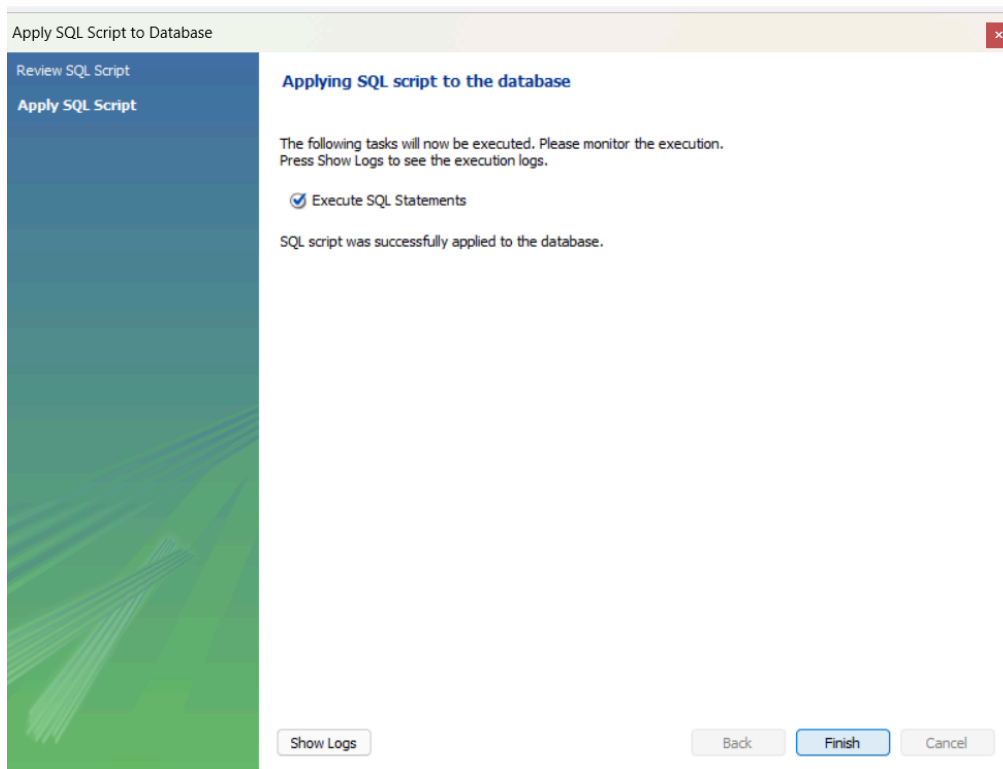 Apply SQL Script to Database
Review SQL Script
Apply SQL Script
Applying SQL script to the database
The following tasks will now be executed. Please monitor the execution.
Press Show Logs to see the execution logs.
Execute SQL Statements
SQL script was successfully applied to the database.
Show Logs
Back
Finish
Cancel